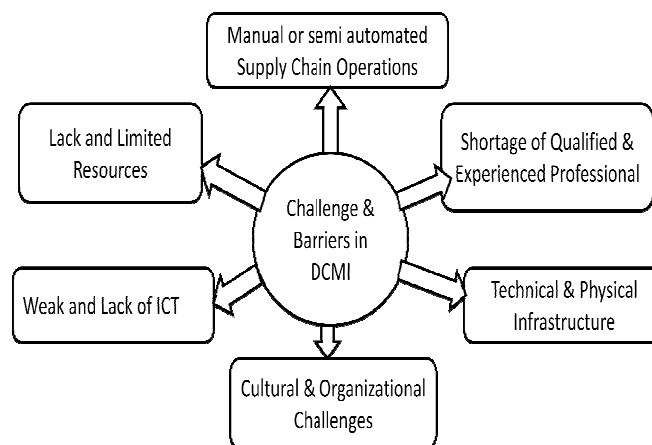 Manual or semi automated
Supply Chain Operations
Lack and Limited
Resources
Shortage of Qualified &
Experienced Professional
Challenge &
Barriers in
DCMI
Weak and Lack of ICT
Technical & Physical
Infrastructure
Cultural & Organizational
Challenges